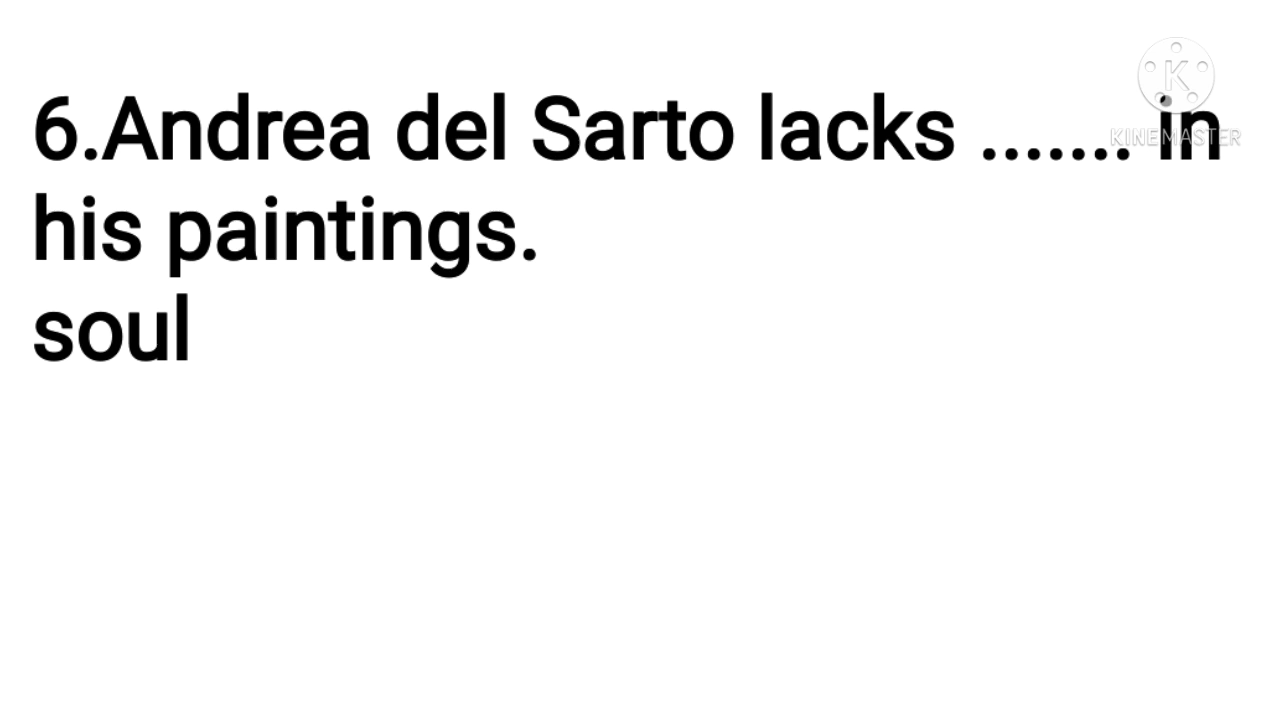 6.Andrea del Sarto lacks ....... in
his paintings.
soul
KINEMASTER